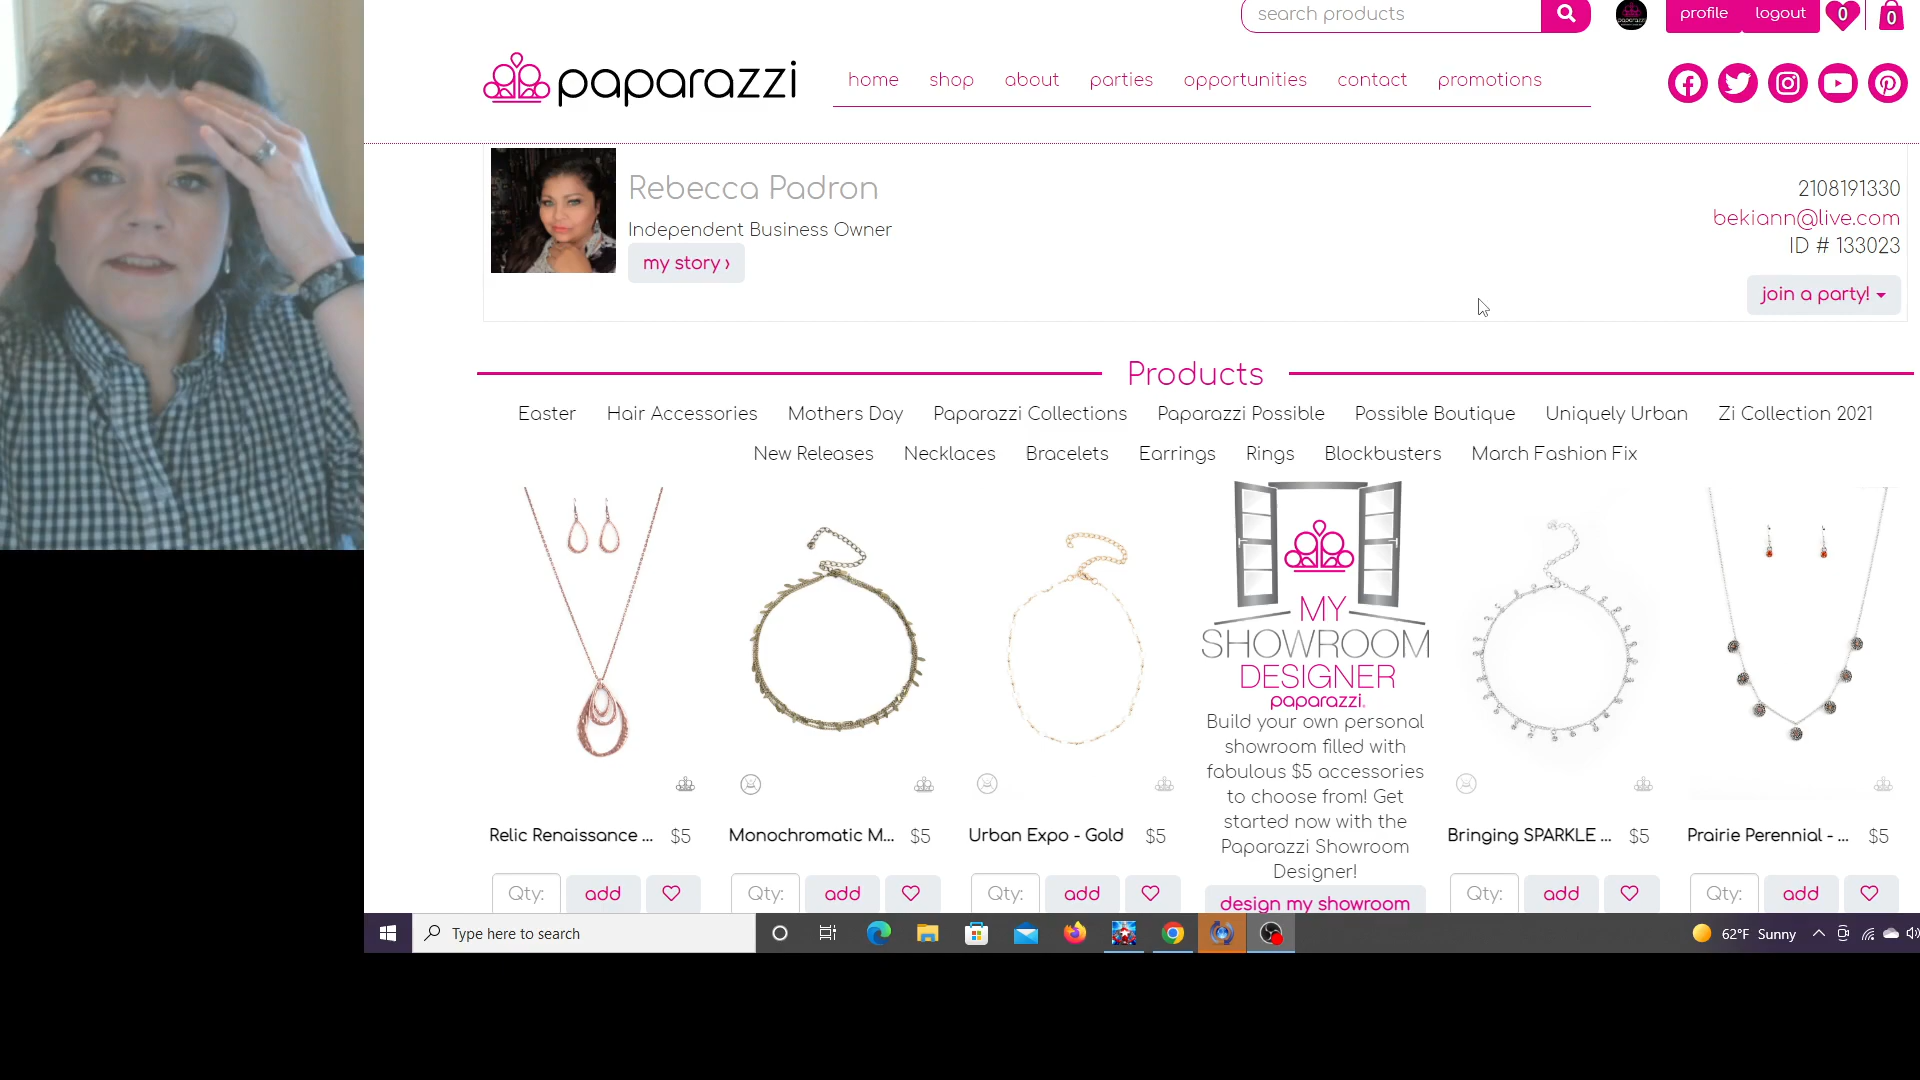 search products
profile
logout
0
0
paparazzi
home shop about parties opportunities contact promotions
Rebecca Padron
Independent Business Owner
my story ›
2108191330
bekiann@live.com
ID # 133023
join a party!
Products
Easter Hair Accessories Mothers Day Paparazzi Collections Paparazzi Possible Possible Boutique Uniquely Urban Zi Collection 2021
New Releases Necklaces Bracelets Earrings Rings Blockbusters March Fashion Fix
MY
SHOWROOM
DESIGNER
paparazzi.
Build your own personal
showroom filled with
fabulous $5 accessories
to choose from! Get
started now with the
Paparazzi Showroom
Designer!
design my showroom
Relic Renaissance ... $5
Monochromatic M... $5
Urban Expo - Gold $5
Bringing SPARKLE ... $5
Prairie Perennial - ... $5
Qty: add
Qty: add
Qty: add
Qty: add
Qty: add
Type here to search
62°F Sunny